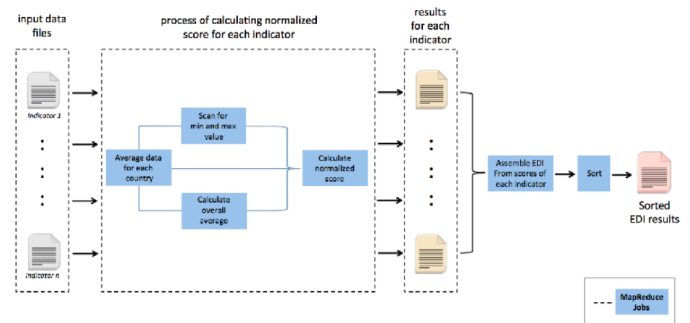 input data
files
process of calculating normalized
score for each indicator
results
for each
indicator
Indicator 1
Scan for
min and max
value
Average data
for each
country
Calculate
normalized
score
Calculate
overall
average
Assemble EDI
From scores of
each indicator
Sort
Sorted
EDI results
Indicator n
MapReduce
Jobs